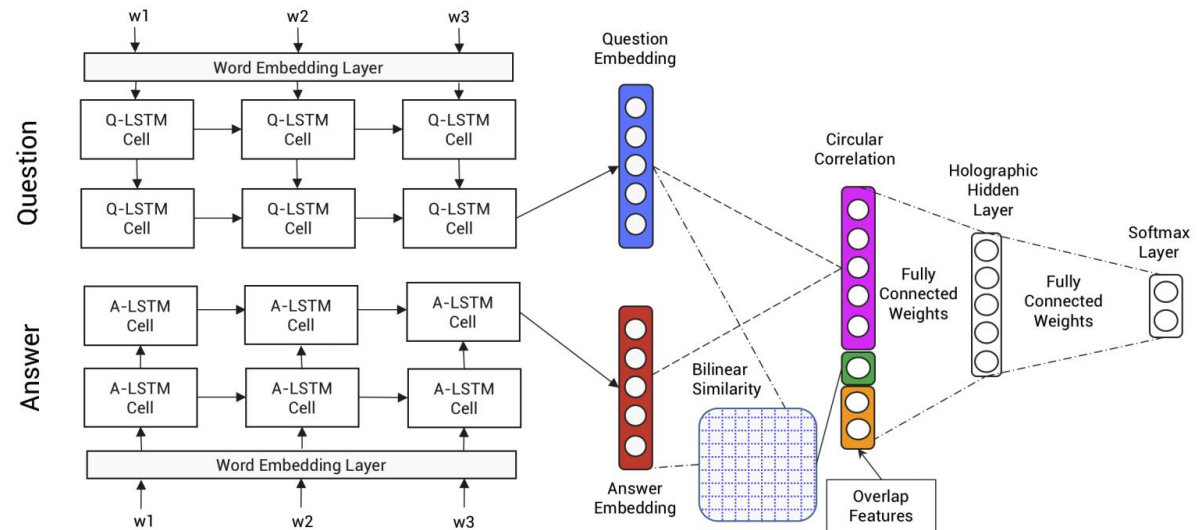 Question
w1 w2 w3
Word Embedding Layer
Q-LSTM Cell
Q-LSTM Cell
Q-LSTM Cell
Q-LSTM Cell
Q-LSTM Cell
Q-LSTM Cell
Answer
A-LSTM Cell
A-LSTM Cell
A-LSTM Cell
A-LSTM Cell
A-LSTM Cell
A-LSTM Cell
Word Embedding Layer
w1 w2 w3
Question
Embedding
Answer
Embedding
Bilinear
Similarity
Circular
Correlation
Overlap
Features
Fully
Connected
Weights
Holographic
Hidden
Layer
Fully
Connected
Weights
Softmax
Layer